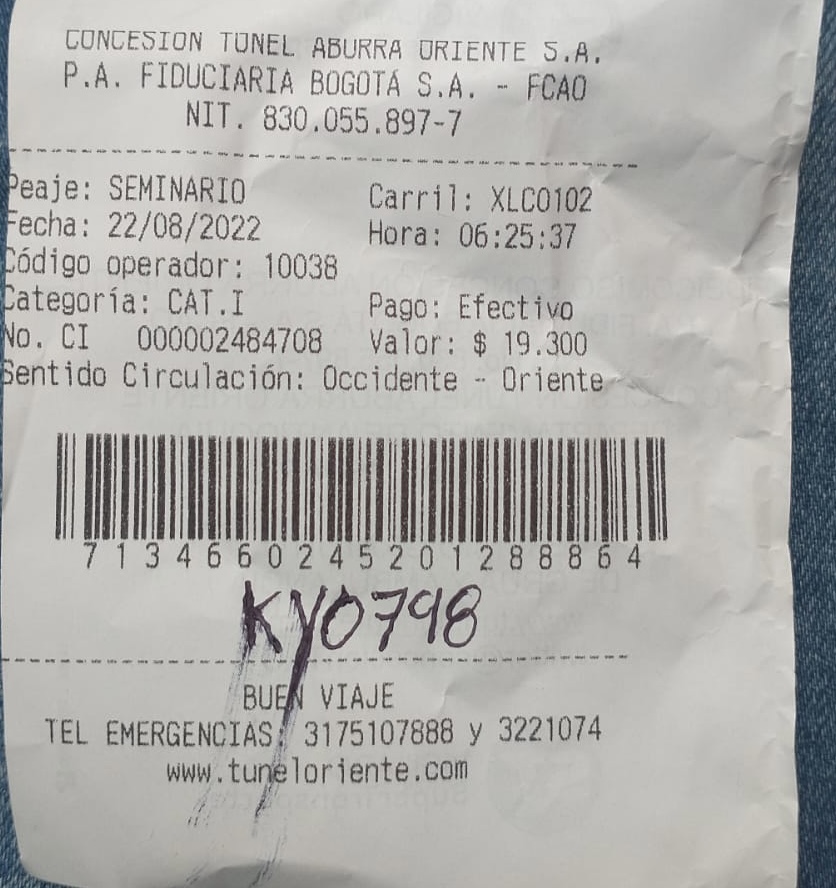 CONCESION TUNEL ABURRA ORIENTE S.A.
P.A. FIDUCIARIA BOGOTÁ S.A. - FCAO
NIT. 830.055.897-7
Peaje: SEMINARIO Carril: XLC0102
Fecha: 22/08/2022 Hora: 06:25:37
Código operador: 10038
Categoría: CAT.I Pago: Efectivo
No. CI 000002484708 Valor: $ 19.300
Sentido Circulación: Occidente - Oriente
7134660245201288864
KYO798
BUEN VIAJE
TEL EMERGENCIAS: 3175107888 y 3221074
www.tuneloriente.com